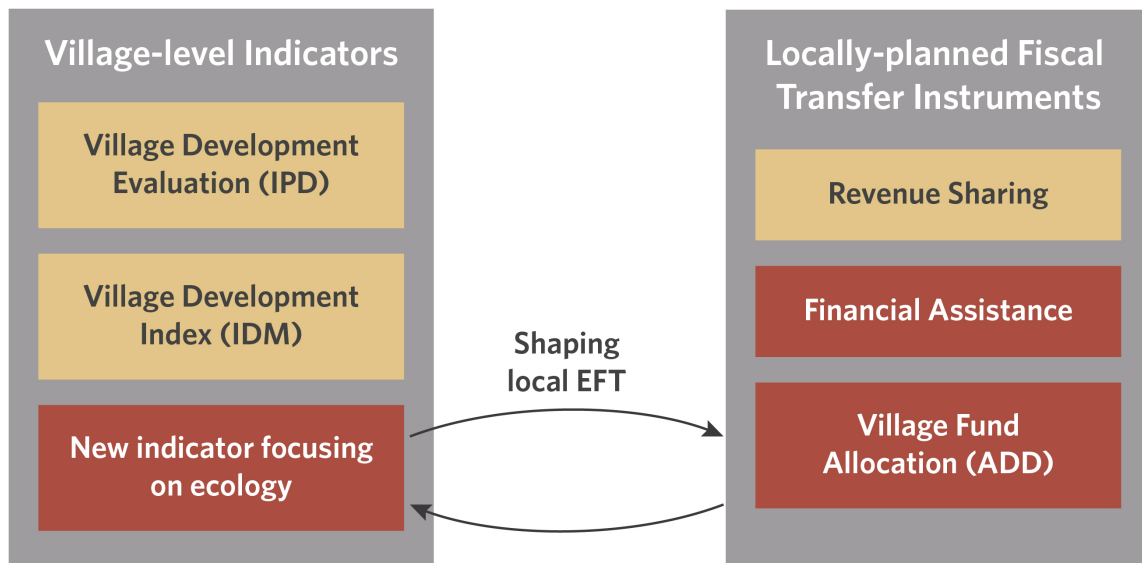 Village-level Indicators
Village Development
Evaluation (IPD)
Village Development
Index (IDM)
New indicator focusing
on ecology
Shaping
local EFT
Locally-planned Fiscal
Transfer Instruments
Revenue Sharing
Financial Assistance
Village Fund
Allocation (ADD)